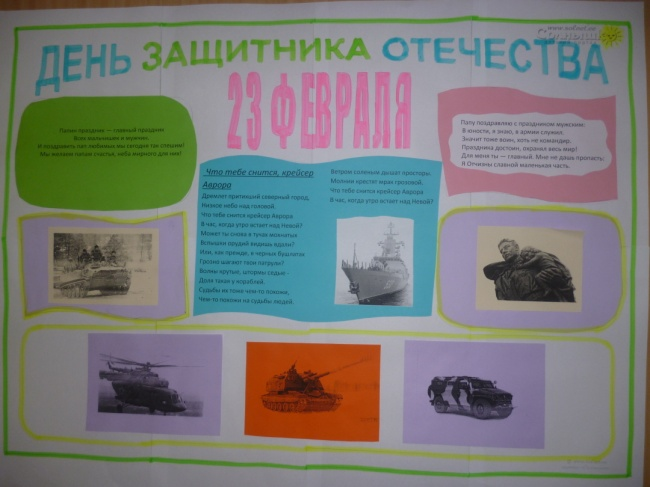 www.solnet.ee
Солнышко
ДЕНЬ ЗАЩИТНИКА ОТЕЧЕСТВА
23 ФЕВРАЛЯ
Папин праздник — главный праздник
Всех мальчишек и мужчин.
И поздравить пап любимых мы сегодня так спешим!
Мы желаем папам счастья, неба мирного для них!
Папу поздравляю с праздником мужским:
В юности, я знаю, в армии служил.
Значит тоже воин, хоть не командир.
Праздника достоин, охранял весь мир!
Для меня ты — главный. Мне не дашь пропасть:
Я Отчизны славной маленькая часть.
Что тебе снится, крейсер
Аврора
Дремлет притихший северный город,
Низкое небо над головой.
Что тебе снится крейсер Аврора
В час, когда утро встает над Невой?
Может ты снова в тучах мохнатых
Вспышки орудий видишь вдали?
Или, как прежде, в черных бушлатах
Грозно шагают твои патрули?
Волны крутые, штормы седые-
Доля такая у кораблей.
Судьбы их тоже чем-то похожи,
Чем-то похожи на судьбы людей.
Ветром соленым дышат просторы.
Молния крестит мрак грозовой.
Что тебе снится крейсер Аврора
В час, когда утро встает над Невой?